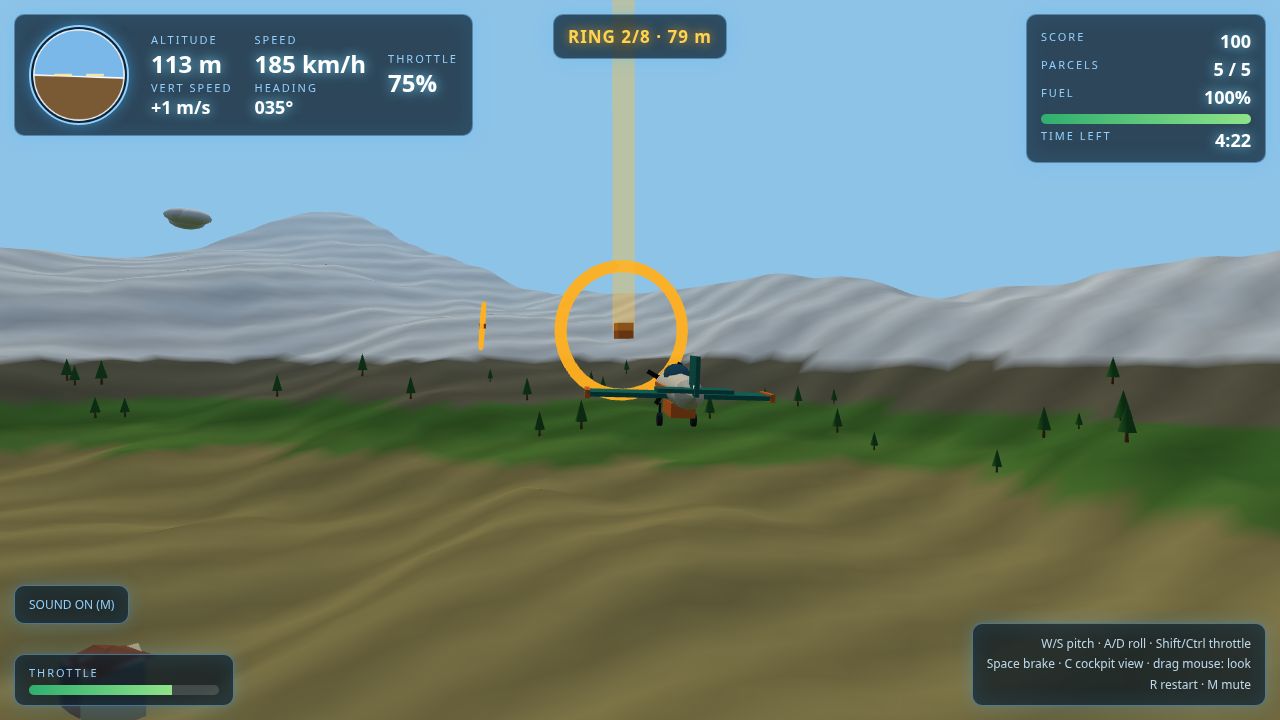 ALTITUDE
113 m
VERT SPEED
+1 m/s
SPEED
185 km/h
HEADING
035°
THROTTLE
75%
RING 2/8 · 79 m
SCORE 100
PARCELS 5 / 5
FUEL 100%
TIME LEFT 4:22
SOUND ON (M)
THROTTLE
W/S pitch · A/D roll · Shift/Ctrl throttle
Space brake · C cockpit view · drag mouse: look
R restart · M mute